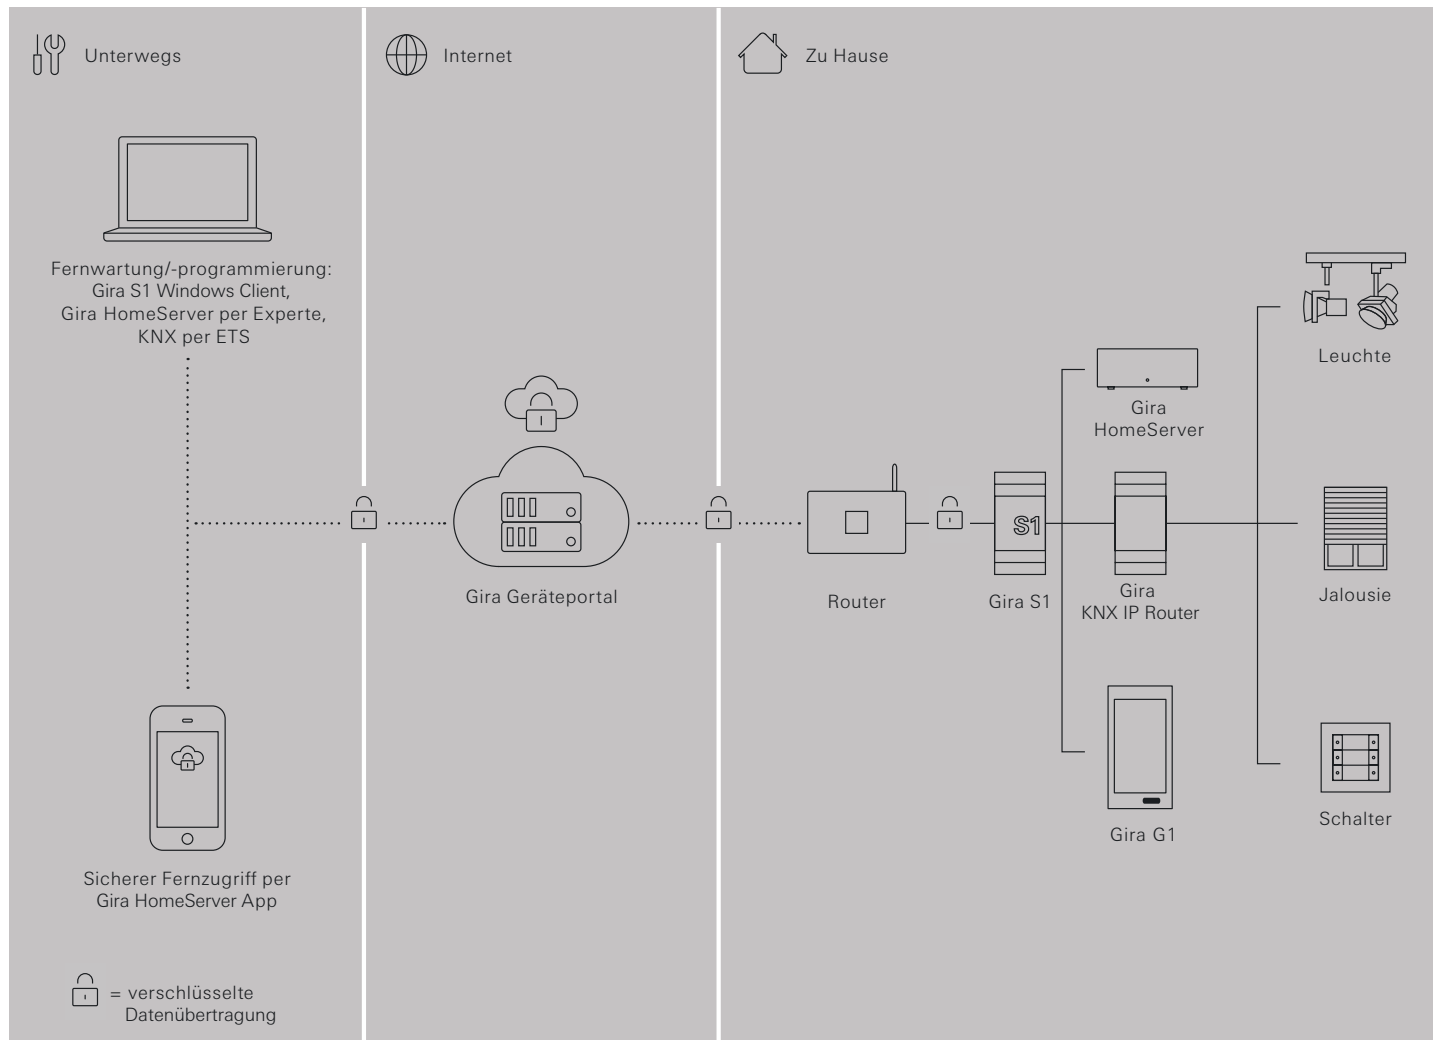 Unterwegs
Internet
Zu Hause
Fernwartung/-programmierung:
Gira S1 Windows Client,
Gira HomeServer per Experte,
KNX per ETS
Leuchte
Gira
HomeServer
S1
Gira Geräteportal
Router
Gira S1
Gira
KNX IP Router
Jalousie
Gira G1
Schalter
Sicherer Fernzugriff per
Gira HomeServer App
= verschlüsselte
Datenübertragung